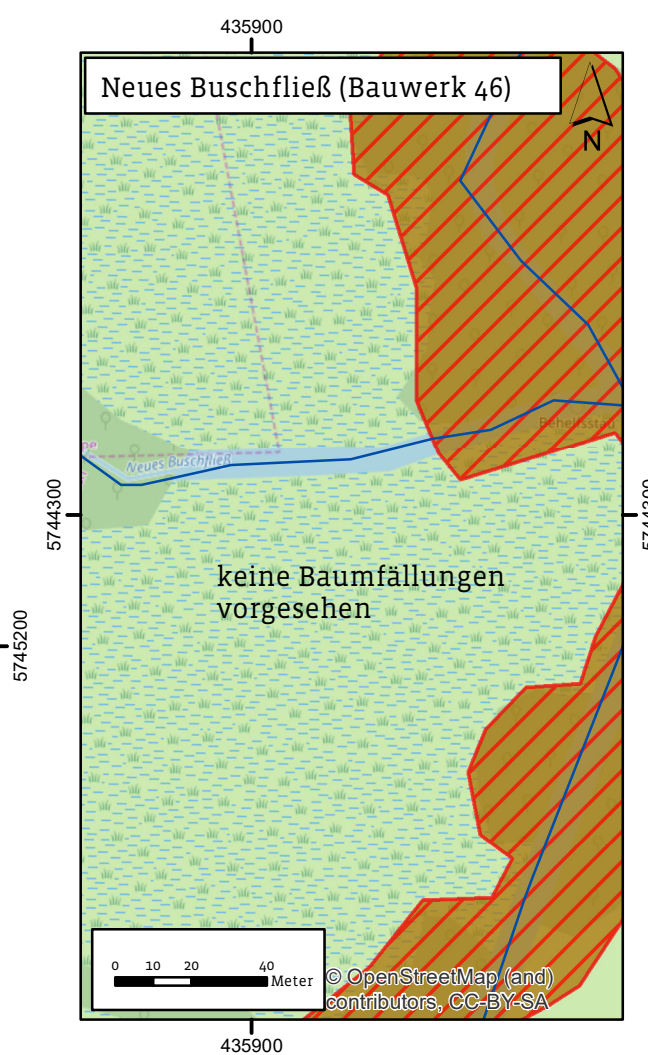 435900
Neues Buschfließ (Bauwerk 46)
N
Behelfsstau
Neues Buschfließ
5744300
keine Baumfällungen
vorgesehen
5745200
0 10 20 40
Meter
© OpenStreetMap (and)
contributors, CC-BY-SA
435900